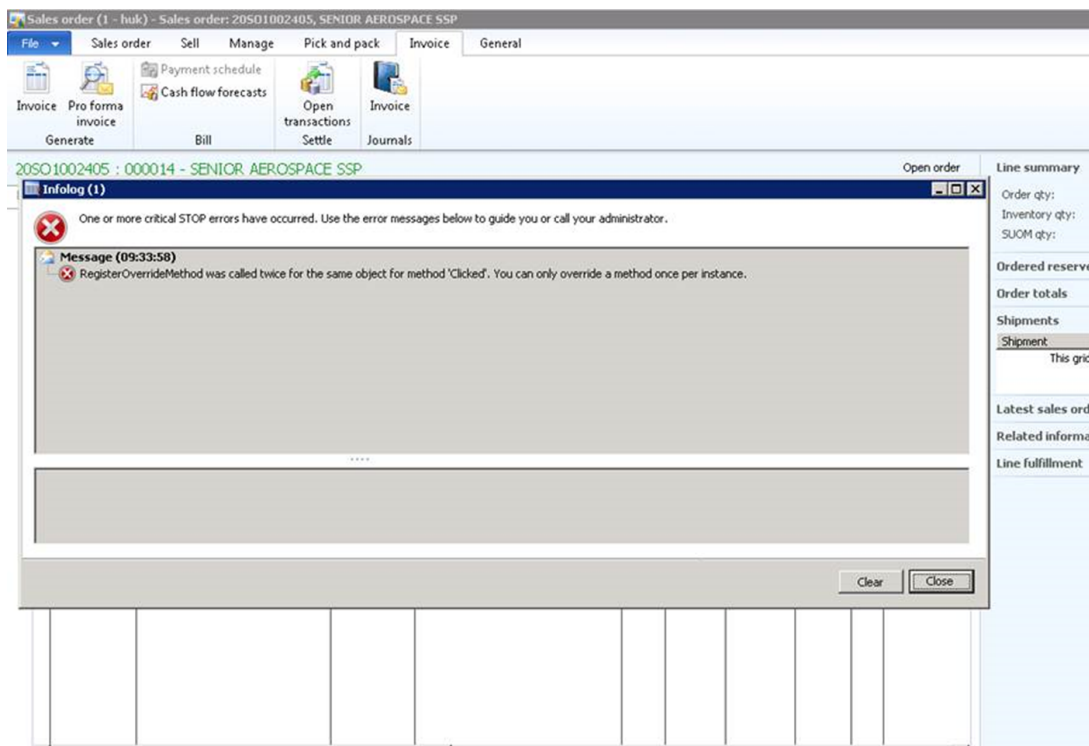 Sales order (1 - huk) - Sales order: 20SO1002405, SENIOR AEROSPACE SSP
File Sales order Sell Manage Pick and pack Invoice General
Invoice
Pro forma
invoice
Generate
Payment schedule
Cash flow forecasts
Bill
Open
transactions
Settle
Invoice
Journals
20SO1002405 : 000014 - SENIOR AEROSPACE SSP
Open order
Infolog (1)
One or more critical STOP errors have occurred. Use the error messages below to guide you or call your administrator.
Message (09:33:58)
RegisterOverrideMethod was called twice for the same object for method 'Clicked'. You can only override a method once per instance.
Clear Close
Line summary
Order qty:
Inventory qty:
SUOM qty:
Ordered reserve
Order totals
Shipments
Shipment
This grid
Latest sales ord
Related informa
Line fulfillment